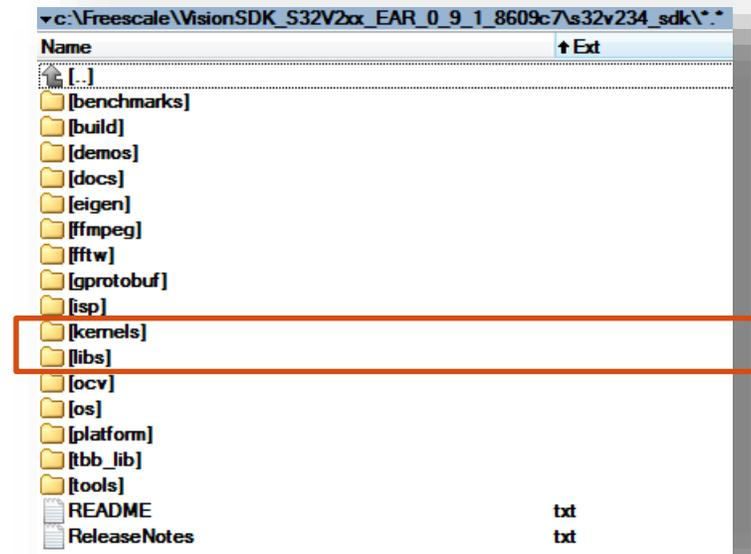 c:\Freescale\VisionSDK_S32V2xx_EAR_0_9_1_8609c7\s32v234_sdk\*.*
Name Ext
[..]
[benchmarks]
[build]
[demos]
[docs]
[eigen]
[ffmpeg]
[fftw]
[gprotobuf]
[isp]
[kernels]
[libs]
[ocv]
[os]
[platform]
[tbb_lib]
[tools]
README txt
ReleaseNotes txt